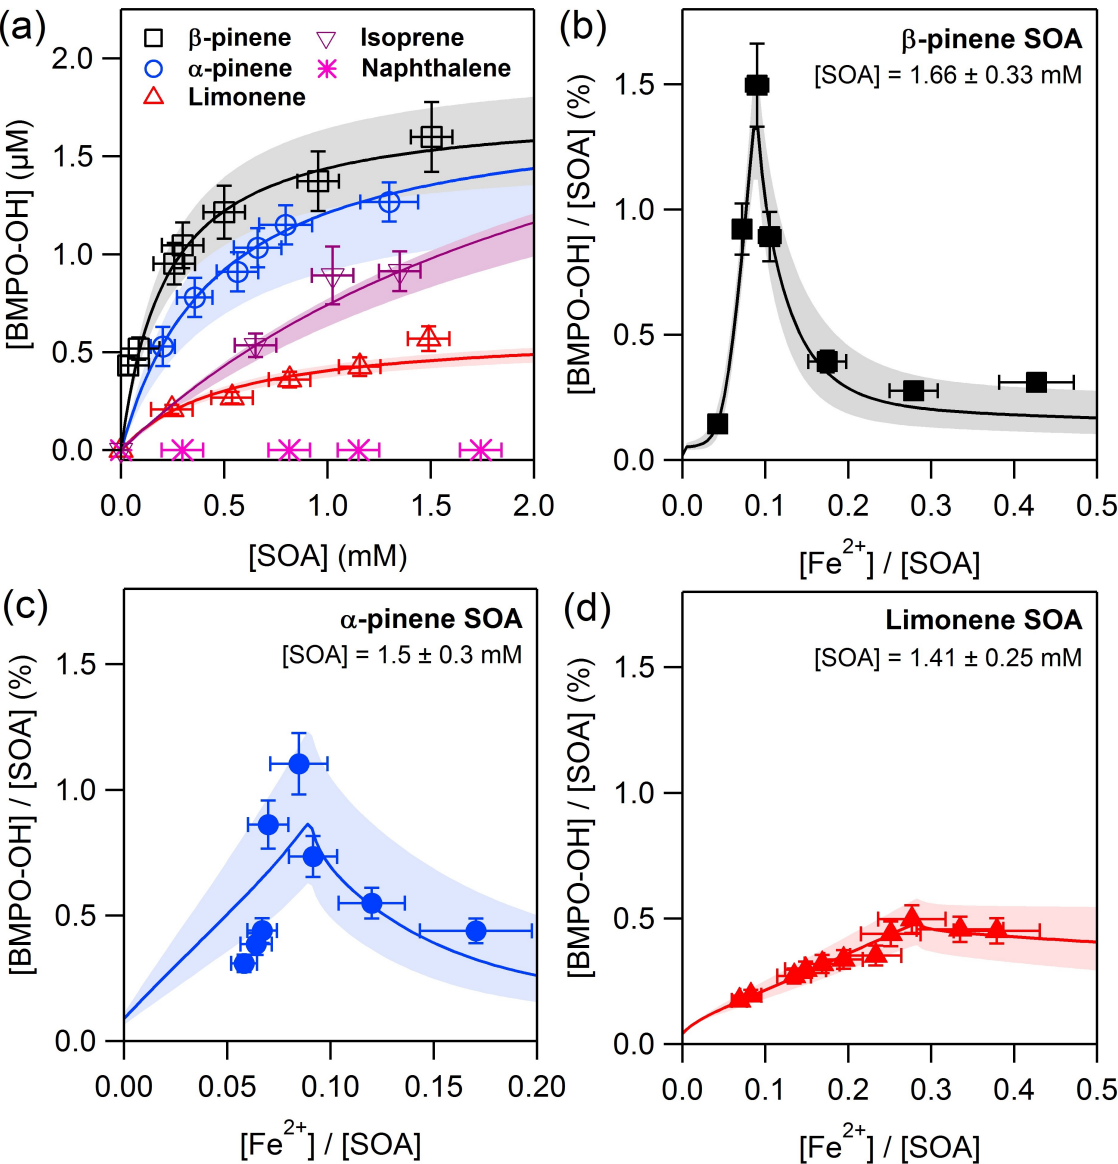 (a)
β-pinene
α-pinene
Limonene
Isoprene
Naphthalene
[BMPO-OH] (μM)
2.0
1.5
1.0
0.5
0.0
0.0 0.5 1.0 1.5 2.0
[SOA] (mM)
(b)
β-pinene SOA
[SOA] = 1.66 ± 0.33 mM
[BMPO-OH] / [SOA] (%)
1.5
1.0
0.5
0.0
0.0 0.1 0.2 0.3 0.4 0.5
[Fe²⁺] / [SOA]
(c)
α-pinene SOA
[SOA] = 1.5 ± 0.3 mM
[BMPO-OH] / [SOA] (%)
1.5
1.0
0.5
0.0
0.00 0.05 0.10 0.15 0.20
[Fe²⁺] / [SOA]
(d)
Limonene SOA
[SOA] = 1.41 ± 0.25 mM
[BMPO-OH] / [SOA] (%)
1.5
1.0
0.5
0.0
0.0 0.1 0.2 0.3 0.4 0.5
[Fe²⁺] / [SOA]